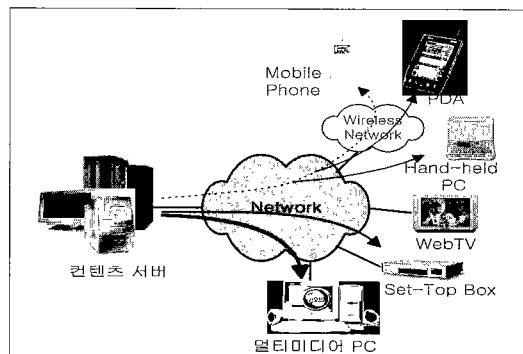 Mobile
Phone
PDA
Wireless
Network
Hand-held
PC
Network
WebTV
컨텐츠 서버
Set-Top Box
멀티미디어 PC